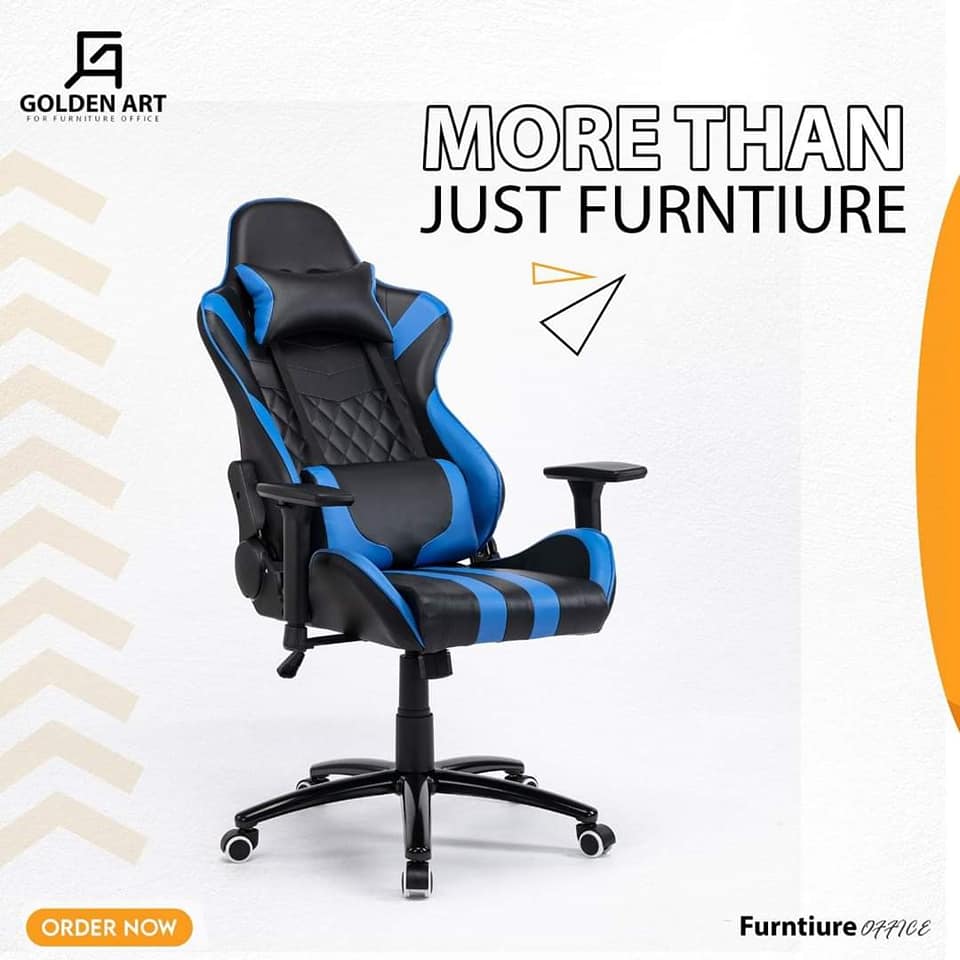 GOLDEN ART
FOR FURNITURE OFFICE
MORE THAN
JUST FURNTIURE
ORDER NOW
Furntiure OFFICE